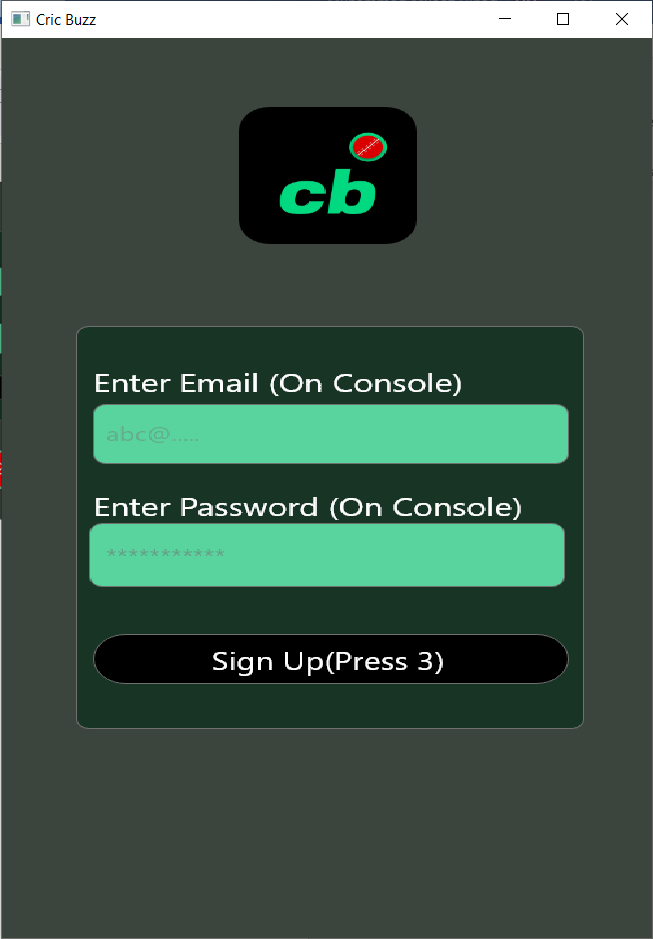 Cric Buzz
cb
Enter Email (On Console)
abc@.....
Enter Password (On Console)
***********
Sign Up(Press 3)